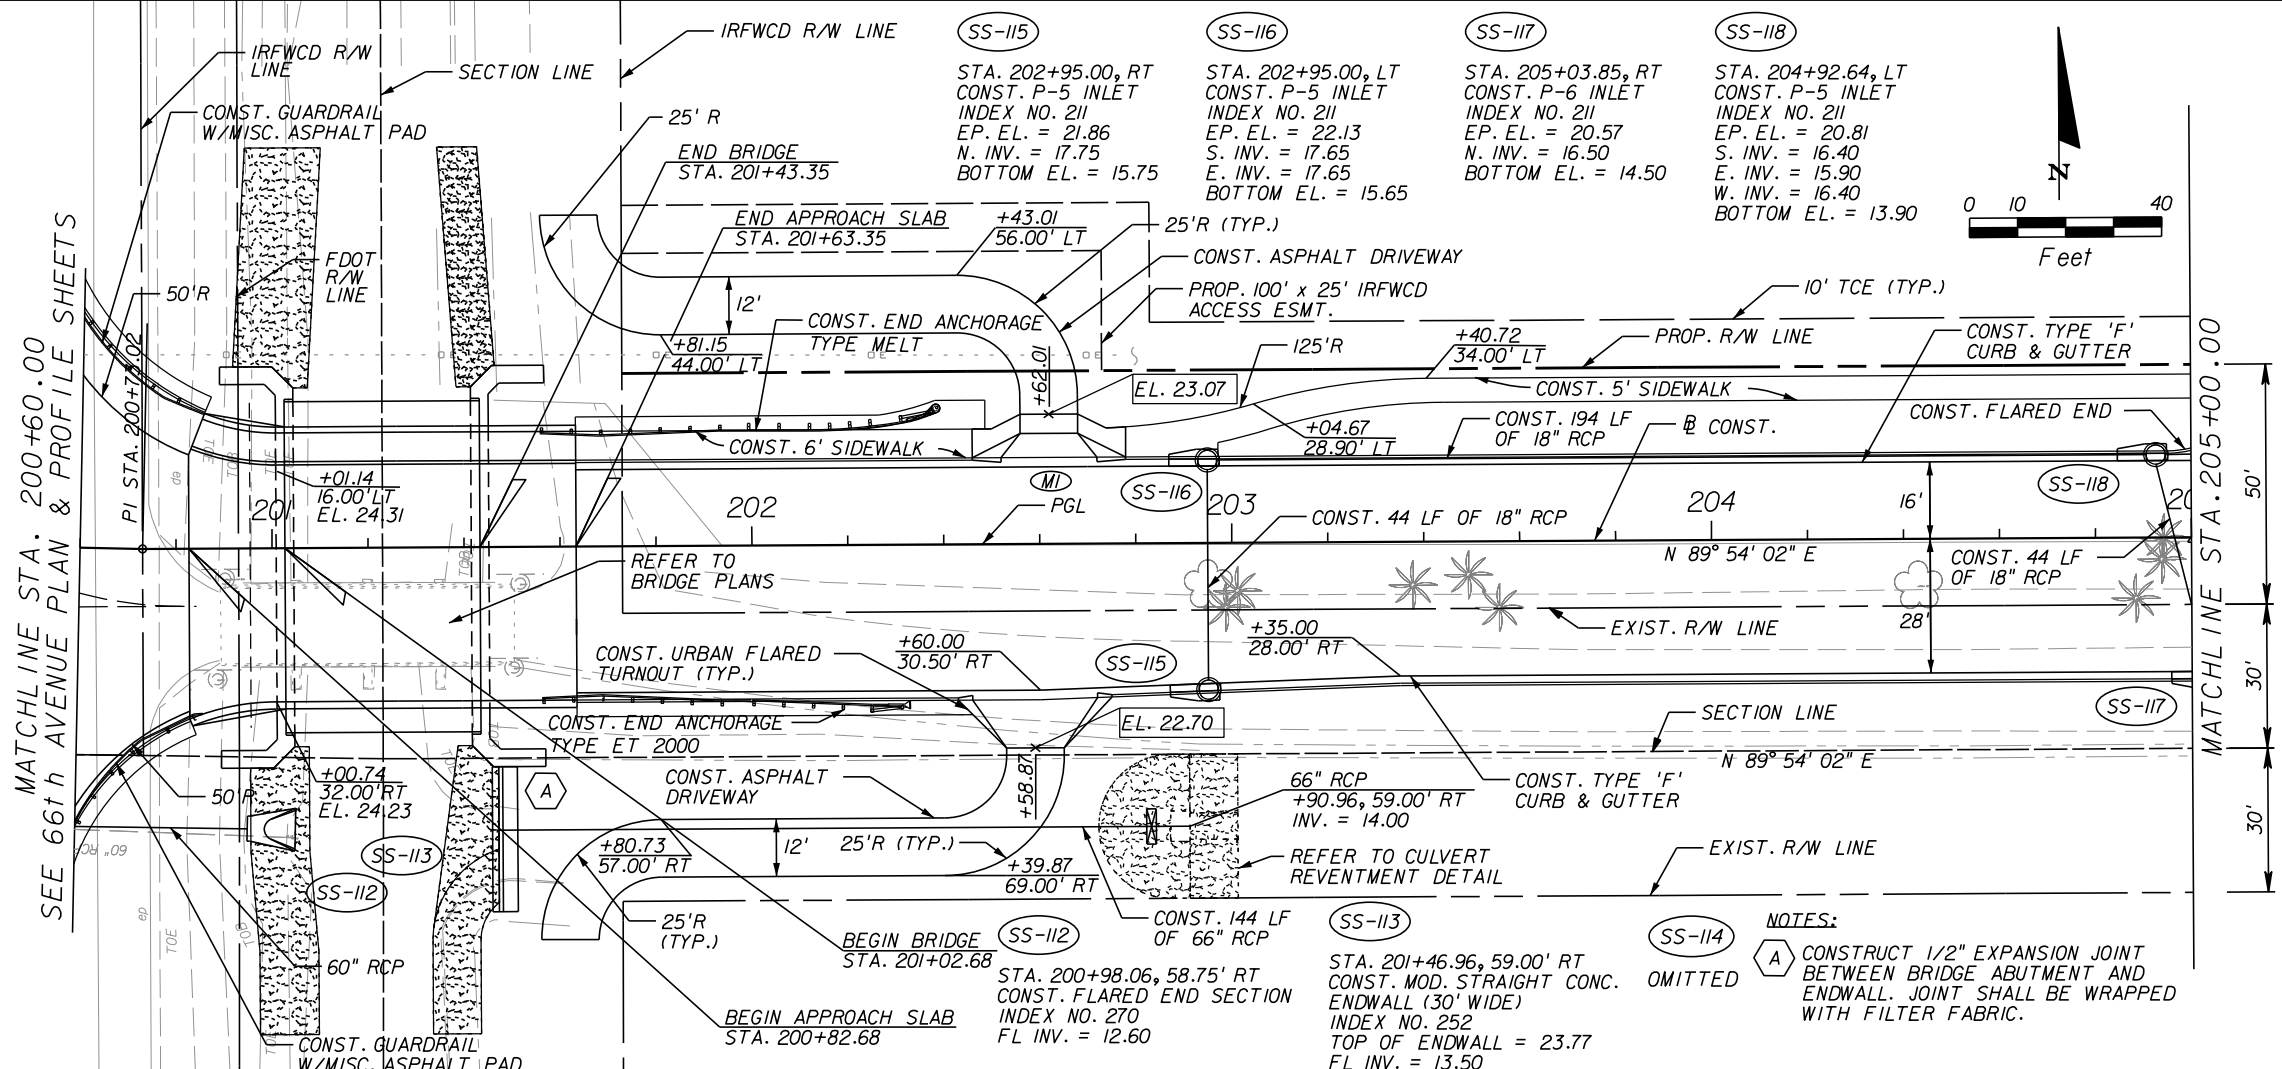 IRFWCD R/W
LINE
SECTION LINE
IRFWCD R/W LINE
CONST. GUARDRAIL
W/MISC. ASPHALT PAD
25' R
END BRIDGE
STA. 201+43.35
END APPROACH SLAB
STA. 201+63.35
+43.01
56.00' LT
25'R (TYP.)
CONST. ASPHALT DRIVEWAY
PROP. 100' x 25' IRFWCD
ACCESS ESMT.
SS-115
STA. 202+95.00, RT
CONST. P-5 INLET
INDEX NO. 211
EP. EL. = 21.86
N. INV. = 17.75
BOTTOM EL. = 15.75
SS-116
STA. 202+95.00, LT
CONST. P-5 INLET
INDEX NO. 211
EP. EL. = 22.13
S. INV. = 17.65
E. INV. = 17.65
BOTTOM EL. = 15.65
SS-117
STA. 205+03.85, RT
CONST. P-6 INLET
INDEX NO. 211
EP. EL. = 20.57
N. INV. = 16.50
BOTTOM EL. = 14.50
SS-118
STA. 204+92.64, LT
CONST. P-5 INLET
INDEX NO. 211
EP. EL. = 20.81
S. INV. = 16.40
E. INV. = 15.90
W. INV. = 16.40
BOTTOM EL. = 13.90
N
0 10 40
Feet
MATCHLINE STA. 200+60.00
SEE 66th AVENUE PLAN & PROFILE SHEETS
FDOT
R/W
LINE
50'R
PI STA. 200+73.02
12'
CONST. END ANCHORAGE
TYPE MELT
+81.15
44.00' LT
+62.01
EL. 23.07
125'R
+40.72
34.00' LT
10' TCE (TYP.)
PROP. R/W LINE
CONST. TYPE 'F'
CURB & GUTTER
CONST. 5' SIDEWALK
CONST. 194 LF
OF 18" RCP
+04.67
28.90' LT
CONST. FLARED END
B̶L CONST.
CONST. 6' SIDEWALK
+01.14
16.00' LT
EL. 24.31
201
202
203
204
20
M1
PGL
SS-116
SS-118
16'
CONST. 44 LF OF 18" RCP
N 89° 54' 02" E
CONST. 44 LF
OF 18" RCP
REFER TO
BRIDGE PLANS
50'
MATCHLINE STA. 205+00.00
EXIST. R/W LINE
28'
30'
CONST. URBAN FLARED
TURNOUT (TYP.)
+60.00
30.50' RT
SS-115
+35.00
28.00' RT
SECTION LINE
SS-117
EL. 22.70
CONST. END ANCHORAGE
TYPE ET 2000
N 89° 54' 02" E
+00.74
32.00' RT
EL. 24.23
50'R
A
CONST. ASPHALT
DRIVEWAY
+58.87
66" RCP
+90.96, 59.00' RT
INV. = 14.00
CONST. TYPE 'F'
CURB & GUTTER
30'
60" RCP
SS-113
SS-112
+80.73
57.00' RT
12'
25'R (TYP.)
+39.87
69.00' RT
REFER TO CULVERT
REVENTMENT DETAIL
EXIST. R/W LINE
25'R
(TYP.)
CONST. 144 LF
OF 66" RCP
60" RCP
BEGIN BRIDGE
STA. 201+02.68
BEGIN APPROACH SLAB
STA. 200+82.68
CONST. GUARDRAIL
W/MISC. ASPHALT PAD
SS-112
STA. 200+98.06, 58.75' RT
CONST. FLARED END SECTION
INDEX NO. 270
FL INV. = 12.60
SS-113
STA. 201+46.96, 59.00' RT
CONST. MOD. STRAIGHT CONC.
ENDWALL (30' WIDE)
INDEX NO. 252
TOP OF ENDWALL = 23.77
FL INV. = 13.50
SS-114
OMITTED
NOTES:
A CONSTRUCT 1/2" EXPANSION JOINT
BETWEEN BRIDGE ABUTMENT AND
ENDWALL. JOINT SHALL BE WRAPPED
WITH FILTER FABRIC.
TOE
TOB
TOE
TOB
TOE
TOB
TOE
ep
ep